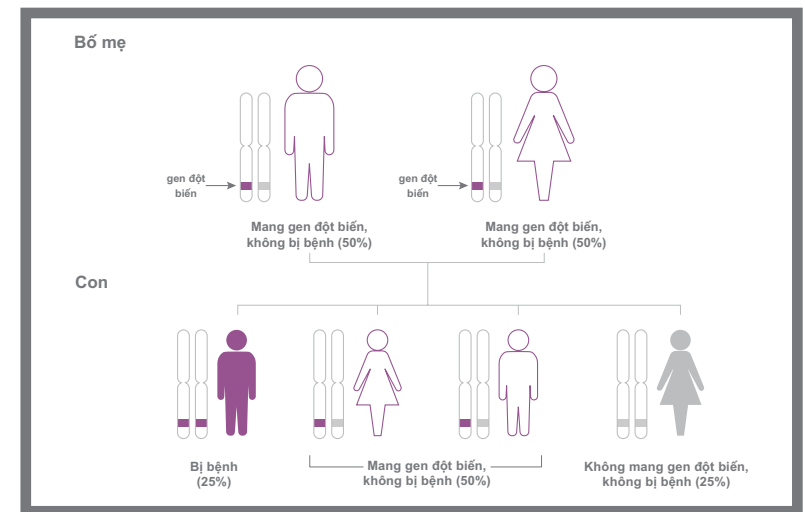 Bố mẹ
gen đột
biến
gen đột
biến
Mang gen đột biến,
không bị bệnh (50%)
Mang gen đột biến,
không bị bệnh (50%)
Con
Bị bệnh
(25%)
Mang gen đột biến,
không bị bệnh (50%)
Không mang gen đột biến,
không bị bệnh (25%)